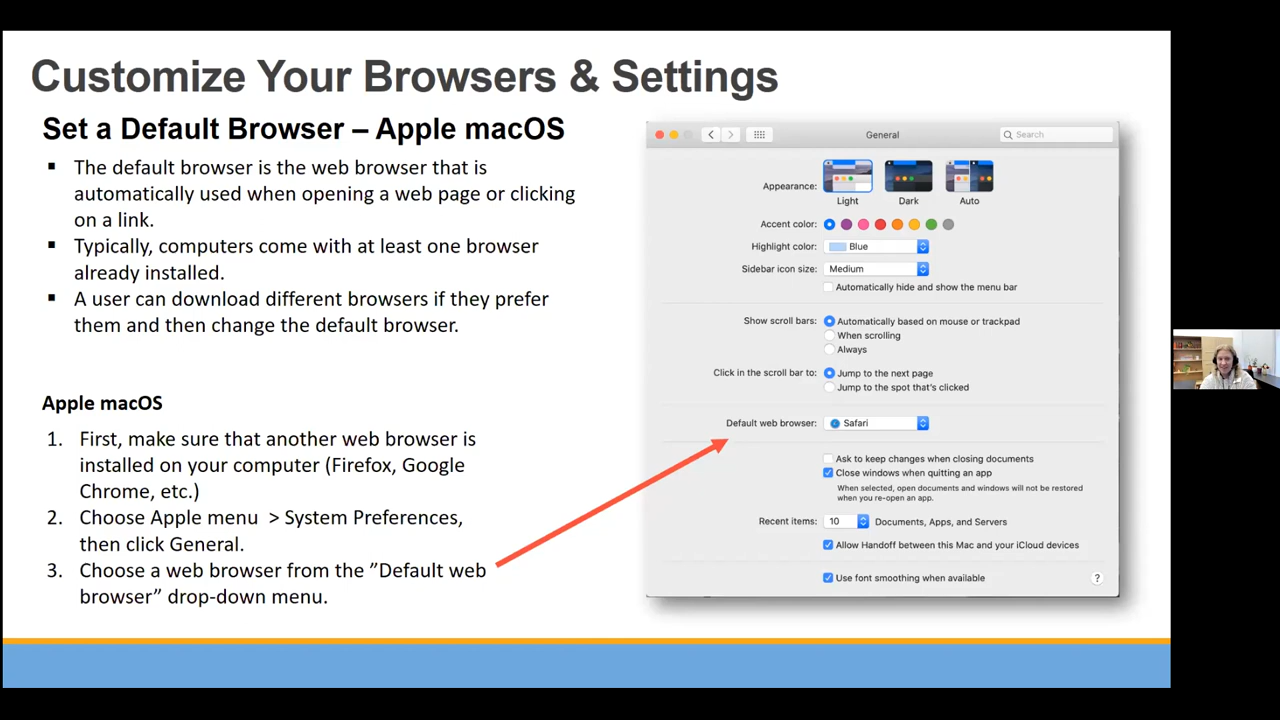 Customize Your Browsers & Settings
Set a Default Browser – Apple macOS
▪ The default browser is the web browser that is
automatically used when opening a web page or clicking
on a link.
▪ Typically, computers come with at least one browser
already installed.
▪ A user can download different browsers if they prefer
them and then change the default browser.
Apple macOS
1. First, make sure that another web browser is
installed on your computer (Firefox, Google
Chrome, etc.)
2. Choose Apple menu > System Preferences,
then click General.
3. Choose a web browser from the ”Default web
browser” drop-down menu.
General
Search
Appearance:
Light Dark Auto
Accent color:
Highlight color: Blue
Sidebar icon size: Medium
Automatically hide and show the menu bar
Show scroll bars: Automatically based on mouse or trackpad
When scrolling
Always
Click in the scroll bar to: Jump to the next page
Jump to the spot that's clicked
Default web browser: Safari
Ask to keep changes when closing documents
Close windows when quitting an app
When selected, open documents and windows will not be restored
when you re-open an app.
Recent items: 10 Documents, Apps, and Servers
Allow Handoff between this Mac and your iCloud devices
Use font smoothing when available ?